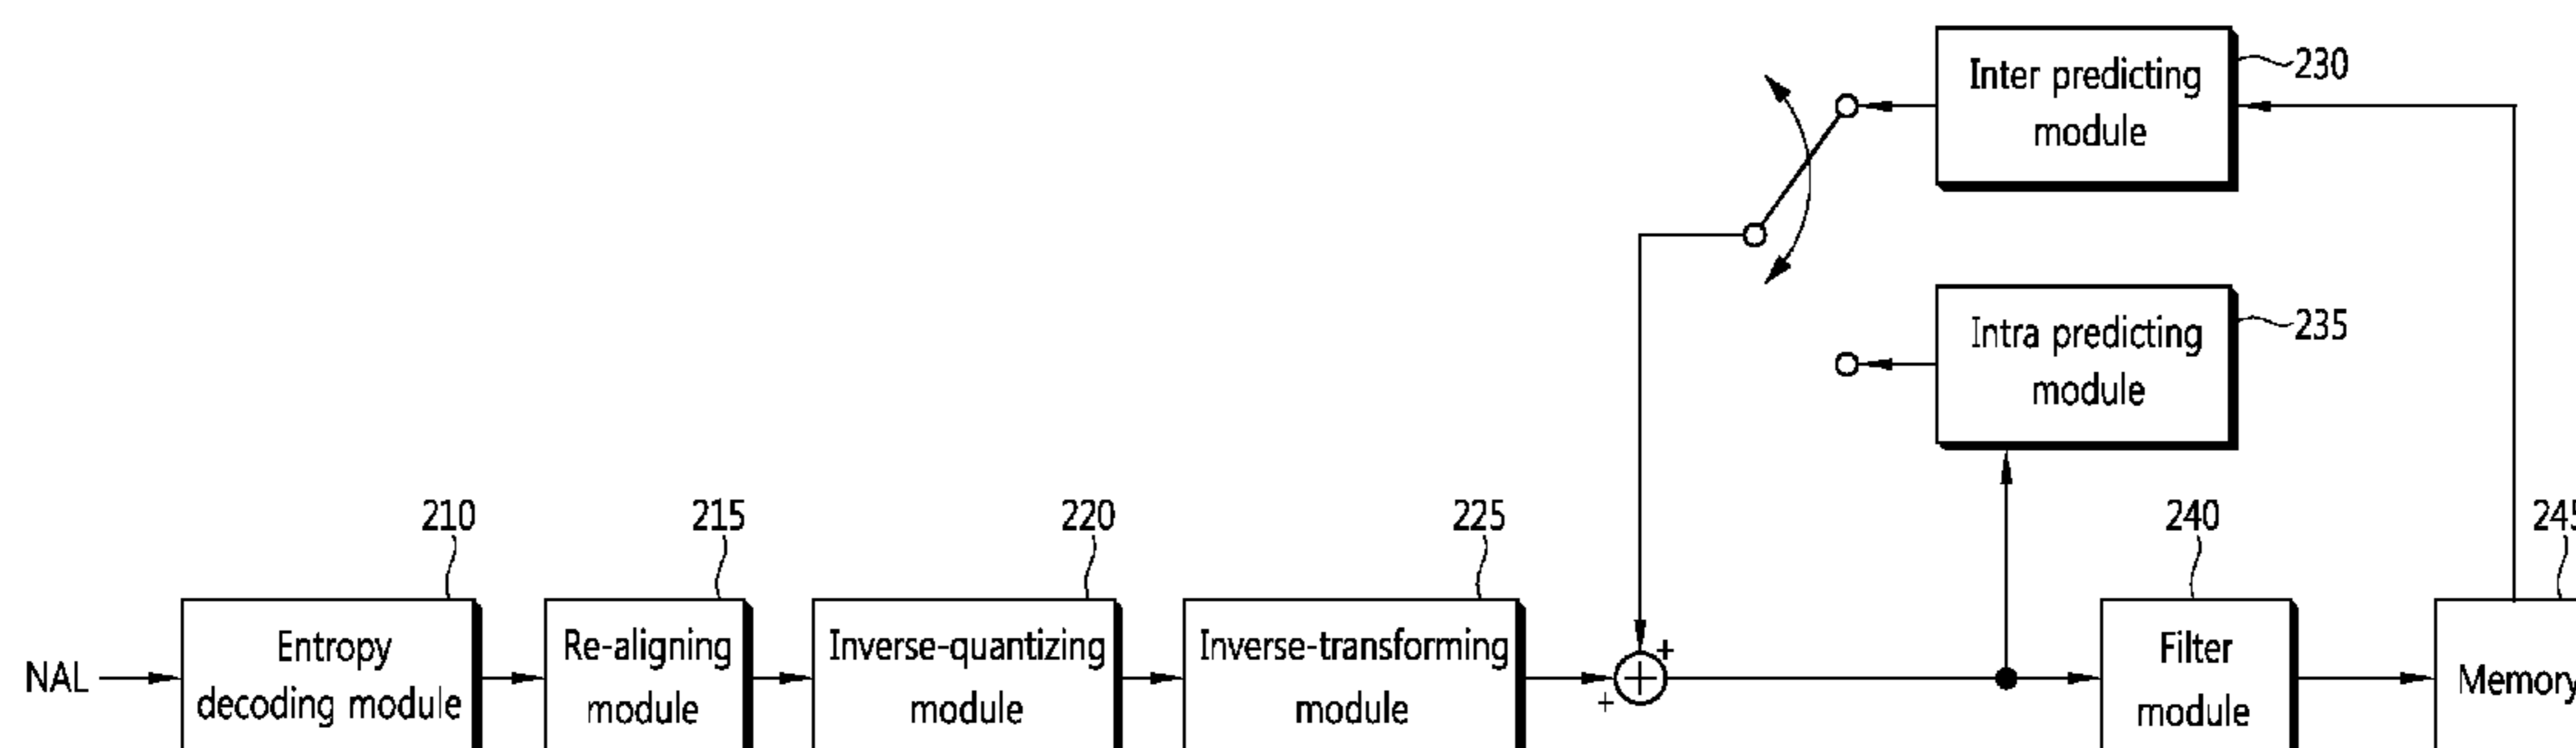 Inter predicting
module
230
Intra predicting
module
235
210
215
220
225
240
NAL
Entropy
decoding module
Re-aligning
module
Inverse-quantizing
module
Inverse-transforming
module
+
+
Filter
module
Memory